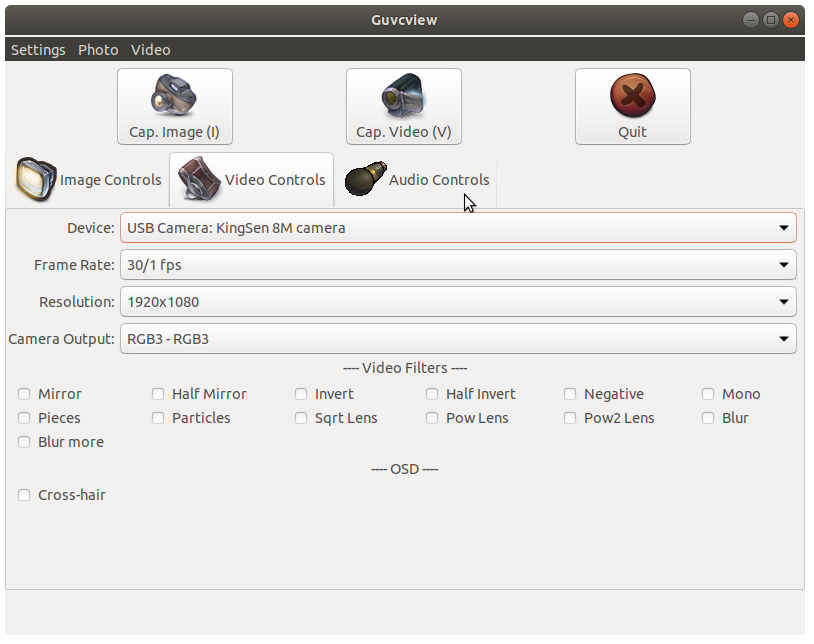 Guvcview
Settings Photo Video
Cap. Image (I) Cap. Video (V) Quit
Image Controls Video Controls Audio Controls
Device: USB Camera: KingSen 8M camera
Frame Rate: 30/1 fps
Resolution: 1920x1080
Camera Output: RGB3 - RGB3
---- Video Filters ----
Mirror Half Mirror Invert Half Invert Negative Mono
Pieces Particles Sqrt Lens Pow Lens Pow2 Lens Blur
Blur more
---- OSD ----
Cross-hair